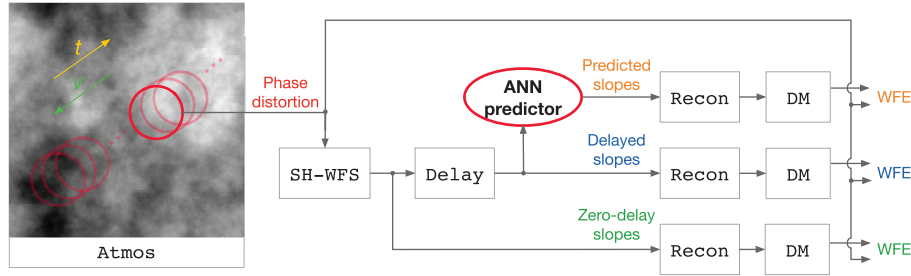 t
v
Atmos
Phase
distortion
SH-WFS
Delay
ANN
predictor
Predicted
slopes
Recon
DM
WFE
Delayed
slopes
Recon
DM
WFE
Zero-delay
slopes
Recon
DM
WFE